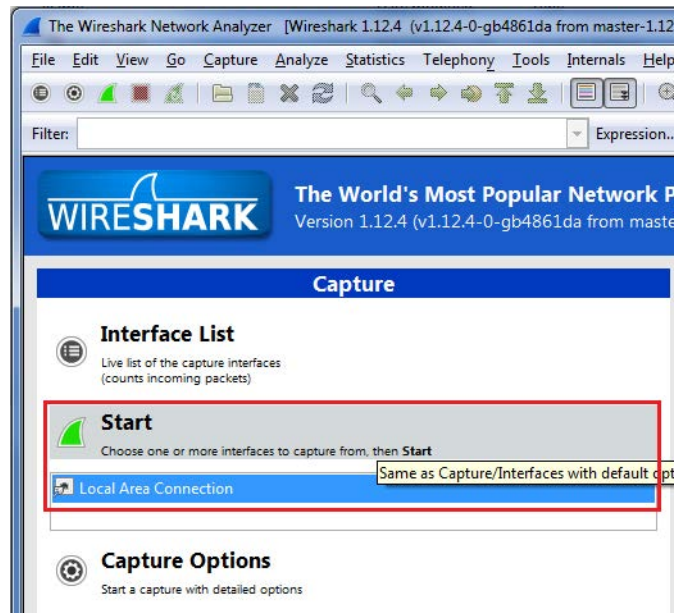 The Wireshark Network Analyzer [Wireshark 1.12.4 (v1.12.4-0-gb4861da from master-1.12
File Edit View Go Capture Analyze Statistics Telephony Tools Internals Help
Filter: Expression..
WIRESHARK
The World's Most Popular Network P
Version 1.12.4 (v1.12.4-0-gb4861da from maste
Capture
Interface List
Live list of the capture interfaces
(counts incoming packets)
Start
Choose one or more interfaces to capture from, then Start
Same as Capture/Interfaces with default opt
Local Area Connection
Capture Options
Start a capture with detailed options